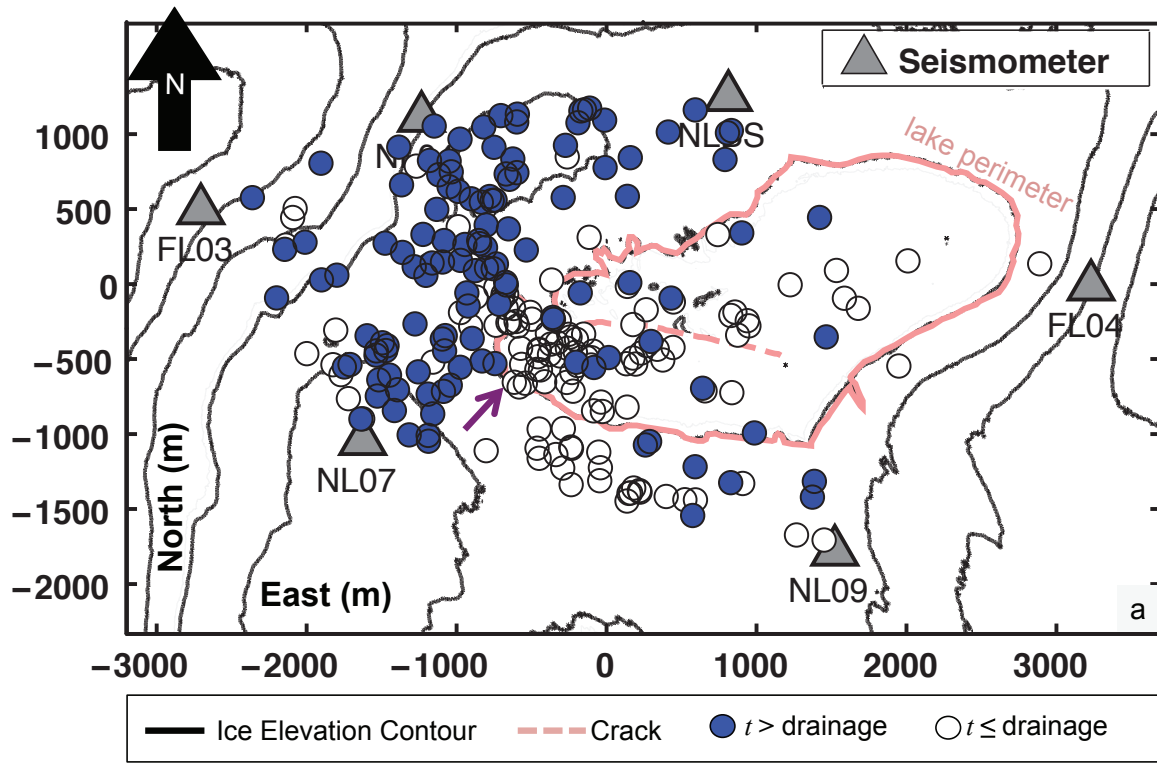 N
Seismometer
1000
500
0
−500
−1000
−1500
−2000
lake perimeter
FL03
FL04
NL07
NL09
North (m)
East (m)
a
−3000 −2000 −1000 0 1000 2000 3000
Ice Elevation Contour Crack t > drainage t ≤ drainage